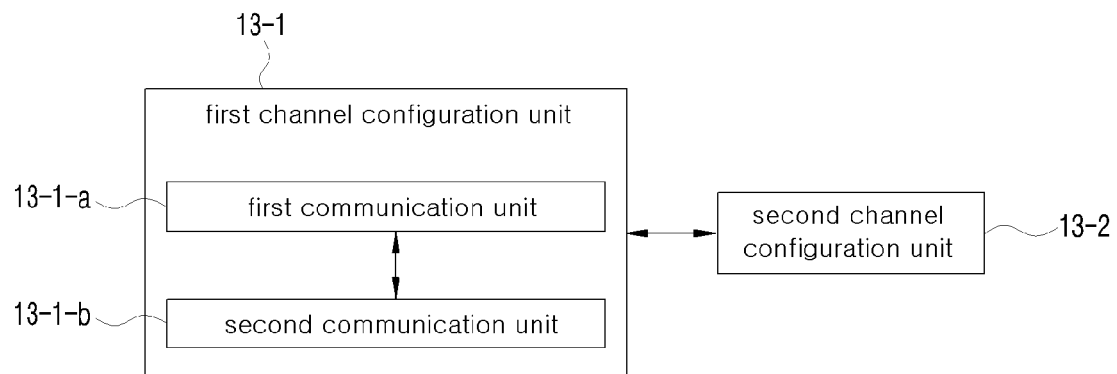 13-1
first channel configuration unit
13-1-a
first communication unit
second channel
configuration unit
13-2
13-1-b
second communication unit